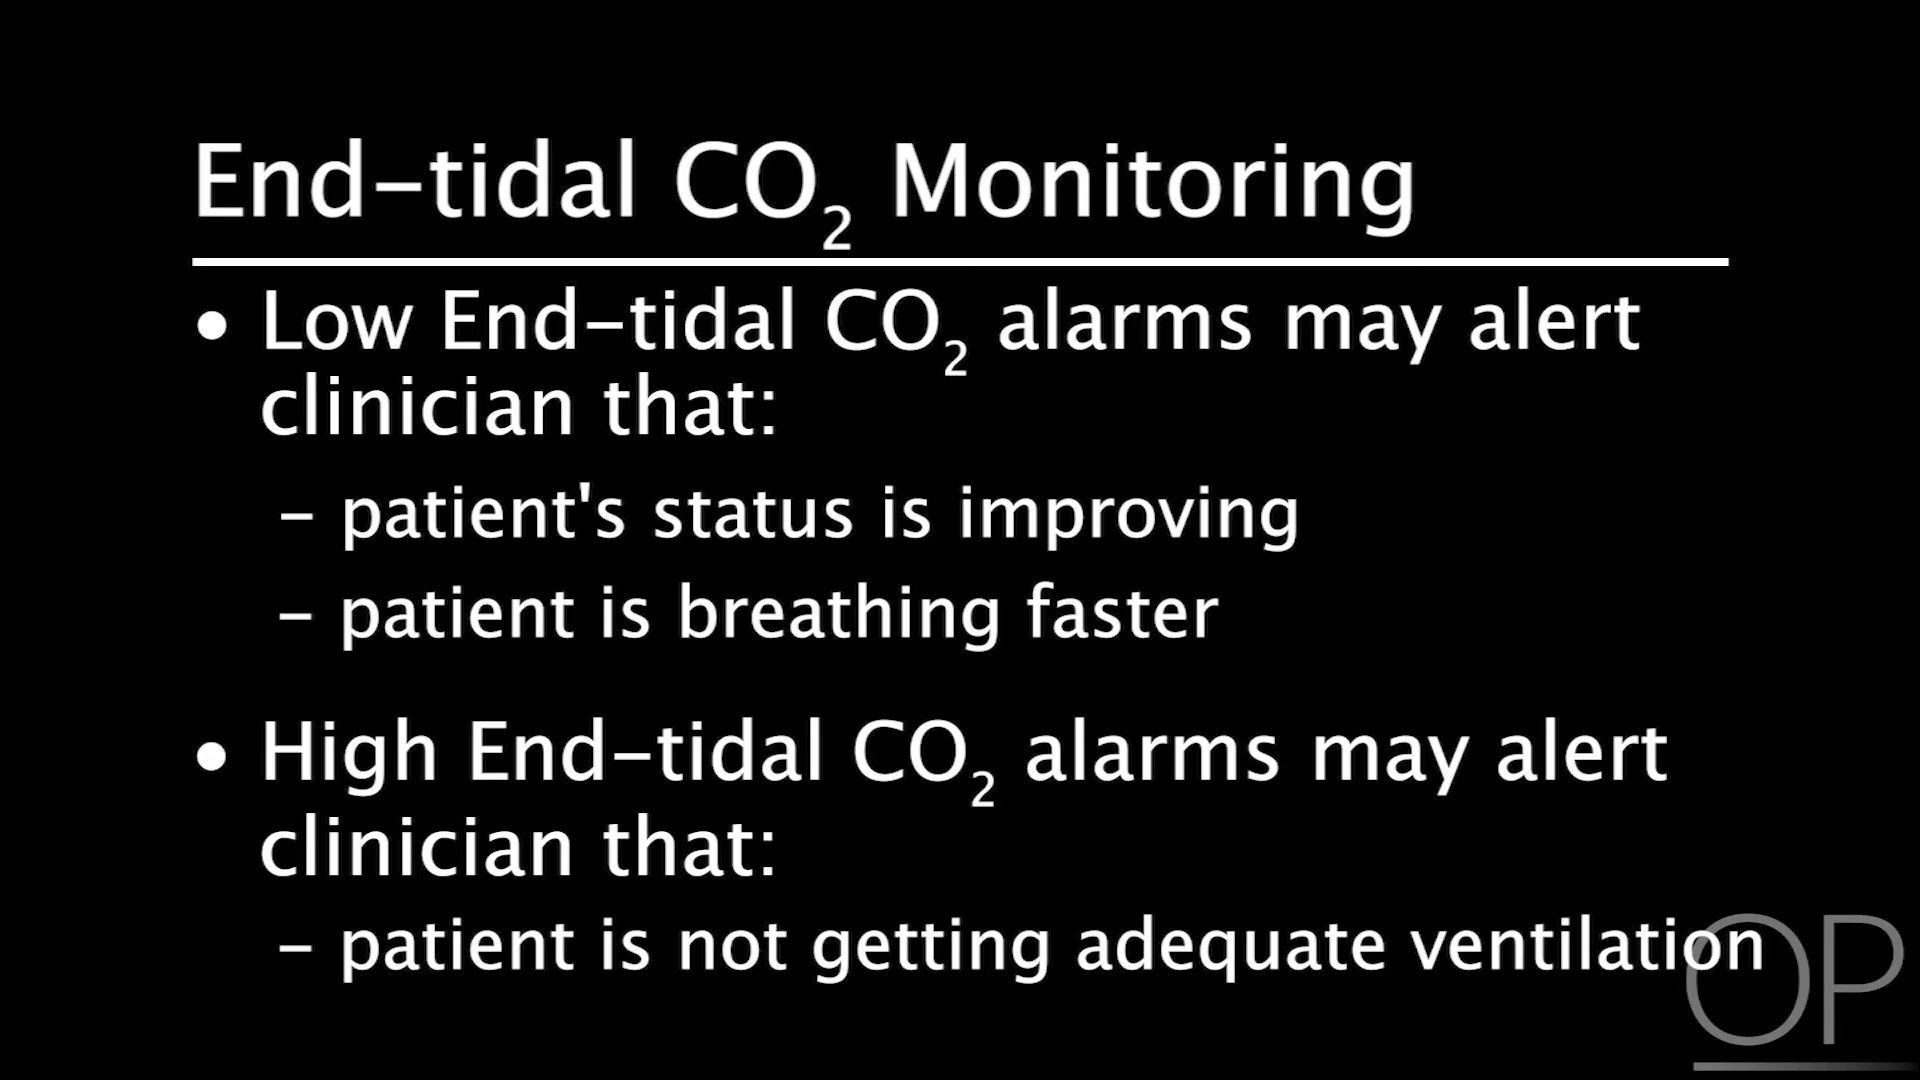 End-tidal CO₂ Monitoring
• Low End-tidal CO₂ alarms may alert
clinician that:
– patient's status is improving
– patient is breathing faster
• High End-tidal CO₂ alarms may alert
clinician that:
– patient is not getting adequate ventilation
OP